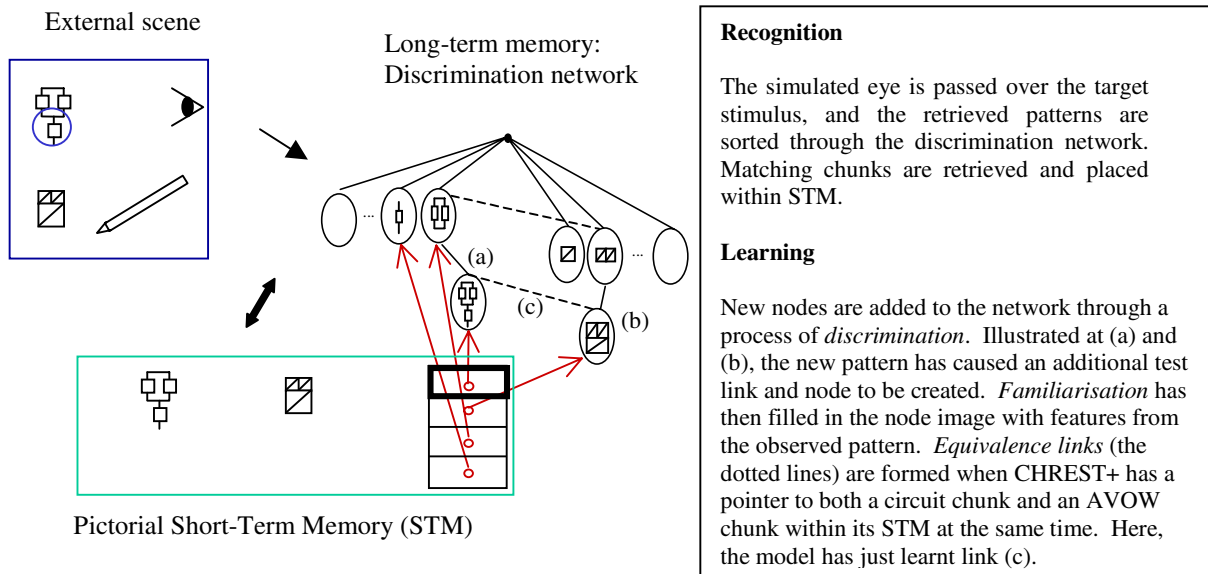 External scene
Long-term memory:
Discrimination network
...
...
(a)
(c)
(b)
Pictorial Short-Term Memory (STM)
Recognition
The simulated eye is passed over the target
stimulus, and the retrieved patterns are
sorted through the discrimination network.
Matching chunks are retrieved and placed
within STM.
Learning
New nodes are added to the network through a
process of discrimination. Illustrated at (a) and
(b), the new pattern has caused an additional test
link and node to be created. Familiarisation has
then filled in the node image with features from
the observed pattern. Equivalence links (the
dotted lines) are formed when CHREST+ has a
pointer to both a circuit chunk and an AVOW
chunk within its STM at the same time. Here,
the model has just learnt link (c).